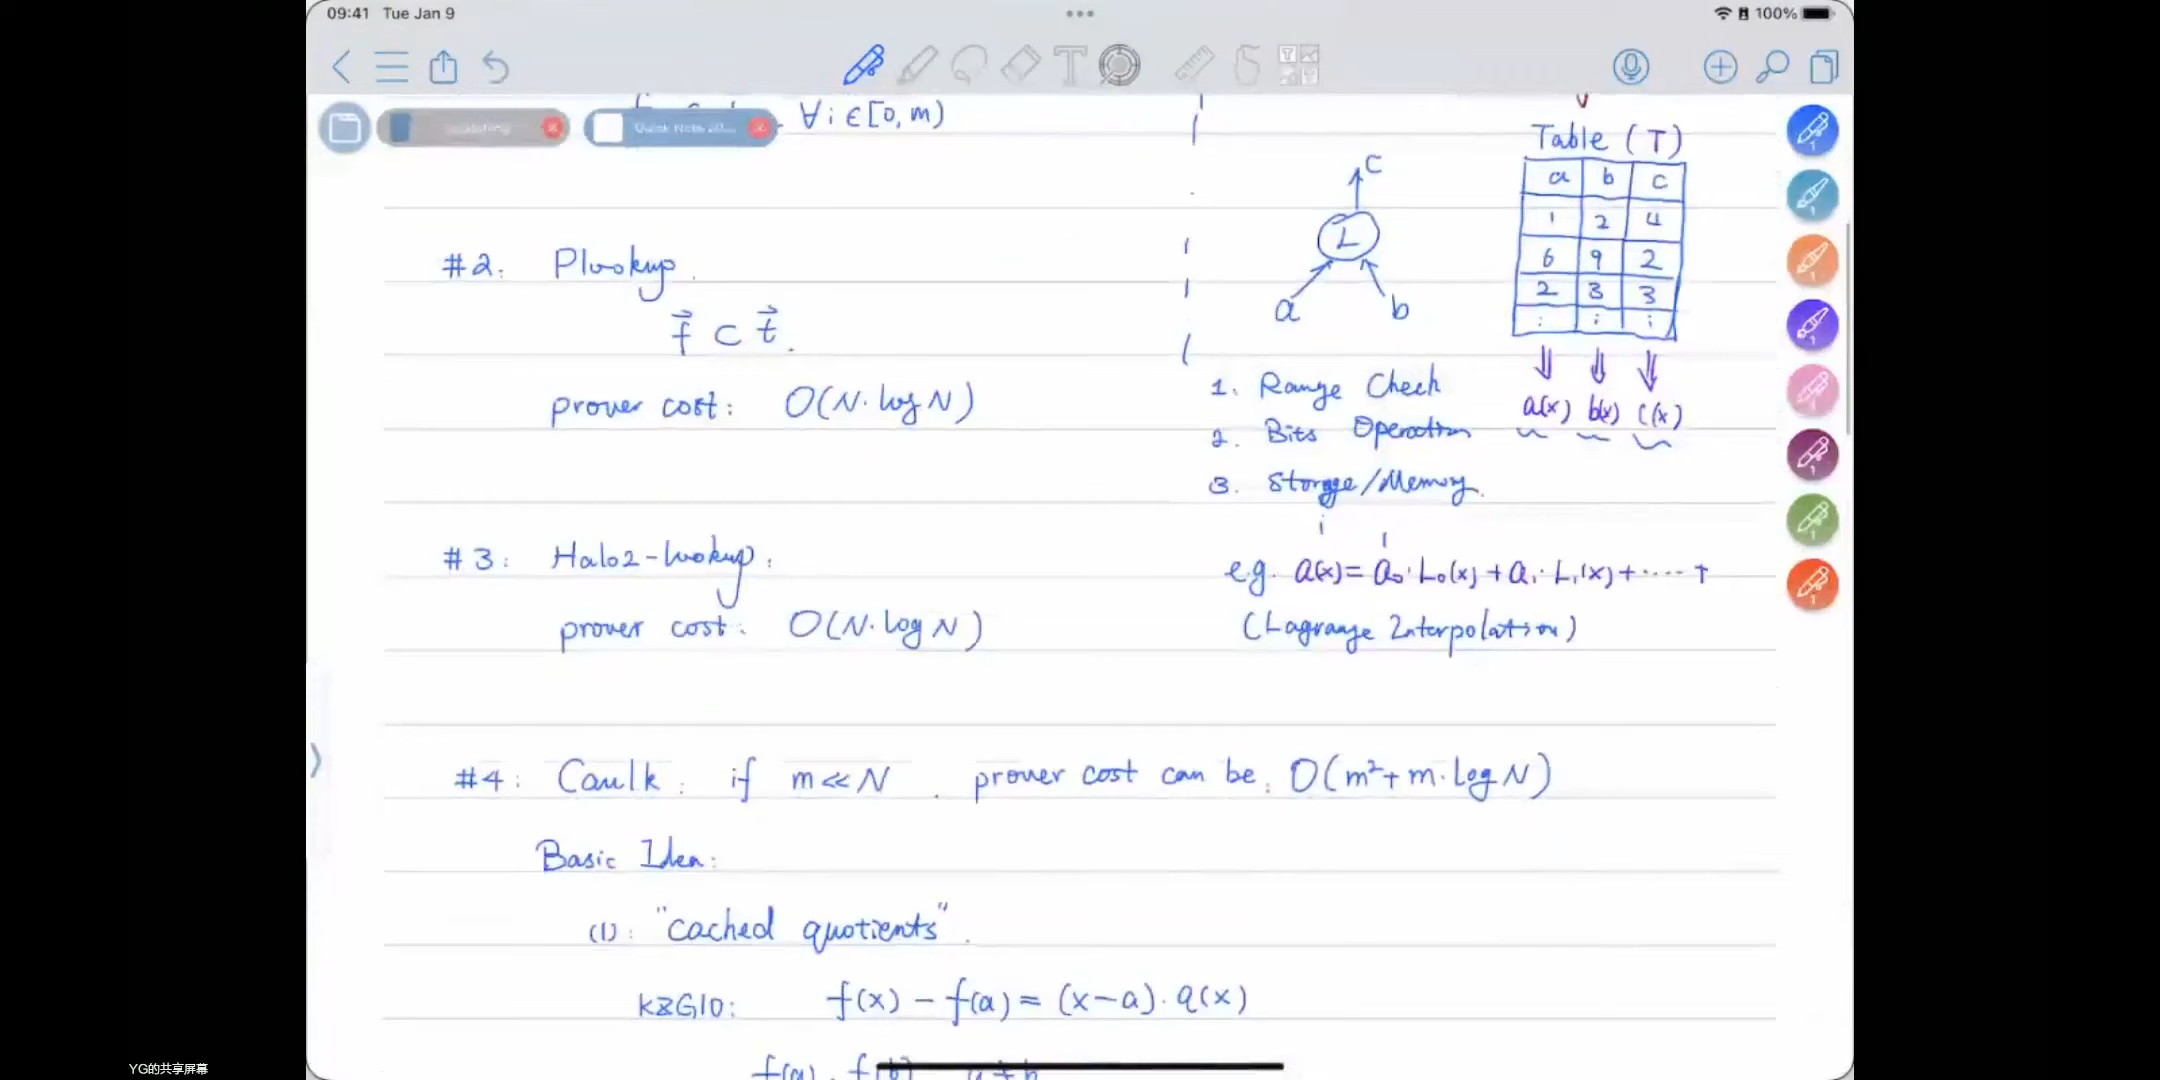 09:41 Tue Jan 9
100%
Quick Note
∀i∈[0,m)
#2: Plookup.
f⃗ ⊂ t⃗.
prover cost: O(N·log N)
#3: Halo2-lookup:
prover cost: O(N·log N)
c
L
a b
Table (T)
a b c
1 2 4
6 9 2
2 3 3
⋮ ⋮ ⋮
a(x) b(x) c(x)
1. Range Check
2. Bits Operation
3. Storage/Memory.
e.g. a(x)=a₀·L₀(x)+a₁·L₁(x)+·····+
(Lagrange Interpolation)
#4: Caulk: if m≪N. prover cost can be: O(m²+m·log N)
Basic Idea:
(1): "cached quotients".
KZG10: f(x)-f(a)=(x-a)·q(x)
YG的共享屏幕